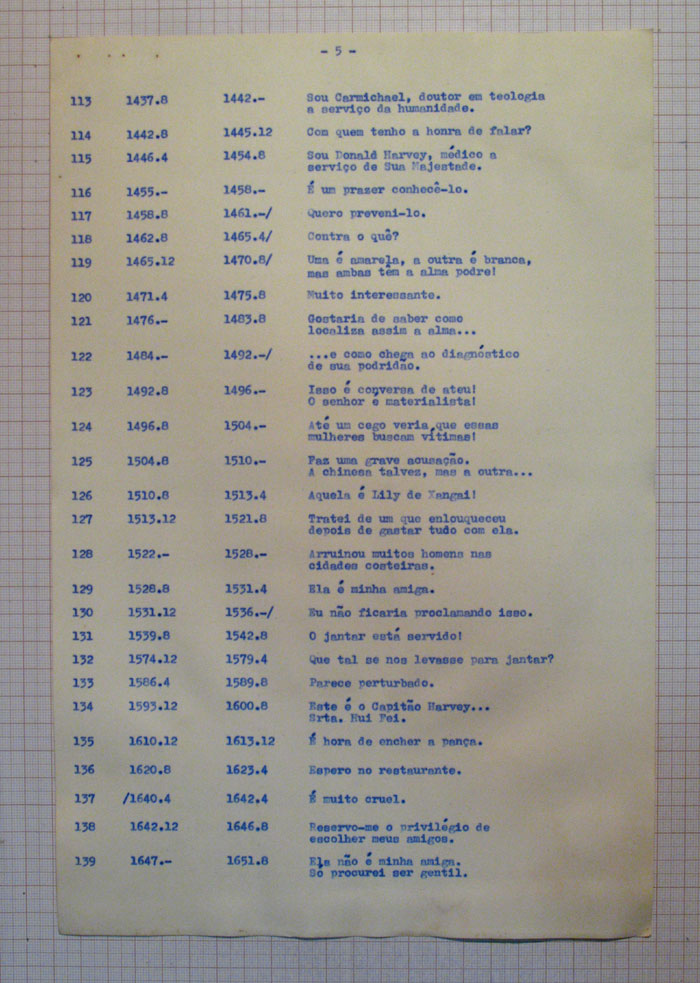 - 5 -
113 1437.8 1442.- Sou Carmichael, doutor em teologia
a serviço da humanidade.
114 1442.8 1445.12 Com quem tenho a honra de falar?
115 1446.4 1454.8 Sou Donald Harvey, médico a
serviço de Sua Majestade.
116 1455.- 1458.- É um prazer conhecê-lo.
117 1458.8 1461.-/ Quero preveni-lo.
118 1462.8 1465.4/ Contra o quê?
119 1465.12 1470.8/ Uma é amarela, a outra é branca,
mas ambas têm a alma podre!
120 1471.4 1475.8 Muito interessante.
121 1476.- 1483.8 Gostaria de saber como
localiza assim a alma...
122 1484.- 1492.-/ ...e como chega ao diagnóstico
de sua podridão.
123 1492.8 1496.- Isso é conversa de ateu!
O senhor é materialista!
124 1496.8 1504.- Até um cego veria que essas
mulheres buscam vítimas!
125 1504.8 1510.- Faz uma grave acusação.
A chinesa talvez, mas a outra...
126 1510.8 1513.4 Aquela é Lily de Xangai!
127 1513.12 1521.8 Tratei de um que enlouqueceu
depois de gastar tudo com ela.
128 1522.- 1528.- Arruinou muitos homens nas
cidades costeiras.
129 1528.8 1531.4 Ela é minha amiga.
130 1531.12 1536.-/ Eu não ficaria proclamando isso.
131 1539.8 1542.8 O jantar está servido!
132 1574.12 1579.4 Que tal se nos levasse para jantar?
133 1586.4 1589.8 Parece perturbado.
134 1593.12 1600.8 Este é o Capitão Harvey...
Srta. Hui Fei.
135 1610.12 1613.12 É hora de encher a pança.
136 1620.8 1623.4 Espero no restaurante.
137 /1640.4 1642.4 É muito cruel.
138 1642.12 1646.8 Reservo-me o privilégio de
escolher meus amigos.
139 1647.- 1651.8 Ela não é minha amiga.
Só procurei ser gentil.